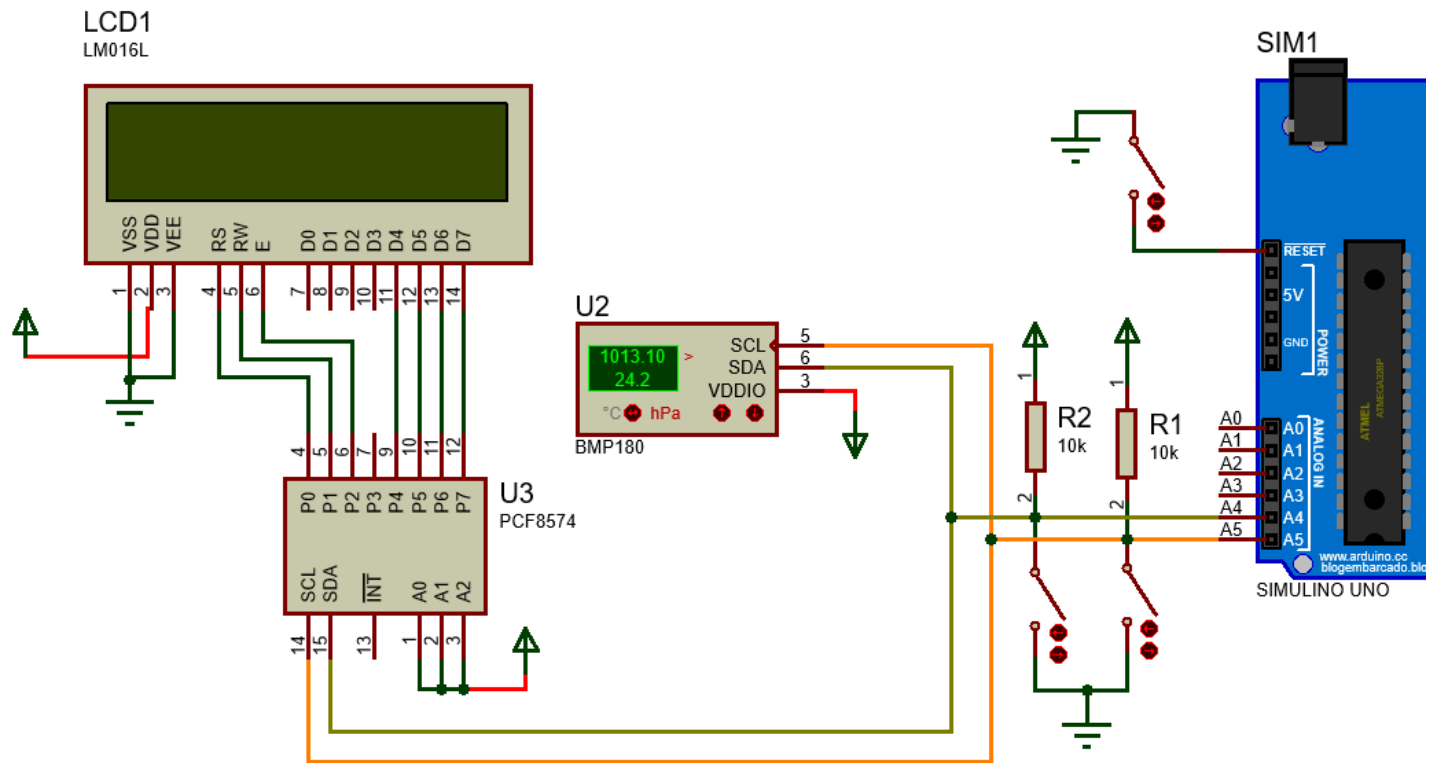 LCD1
LM016L
VSS
VDD
VEE
RS
RW
E
D0
D1
D2
D3
D4
D5
D6
D7
1
2
3
4
5
6
7
8
9
10
11
12
13
14
4
5
6
7
9
10
11
12
P0
P1
P2
P3
P4
P5
P6
P7
U3
PCF8574
SCL
SDA
INT
A0
A1
A2
14
15
13
1
2
3
U2
1013.10
24.2
>
°C
hPa
SCL
SDA
VDDIO
5
6
3
BMP180
1
R2
10k
2
1
R1
10k
2
SIM1
RESET
5V
GND
POWER
A0
A1
A2
A3
A4
A5
A0
A1
A2
A3
A4
A5
ANALOG IN
ATMEL
ATMEGA328P
www.arduino.cc
blogembarcado.blo
SIMULINO UNO